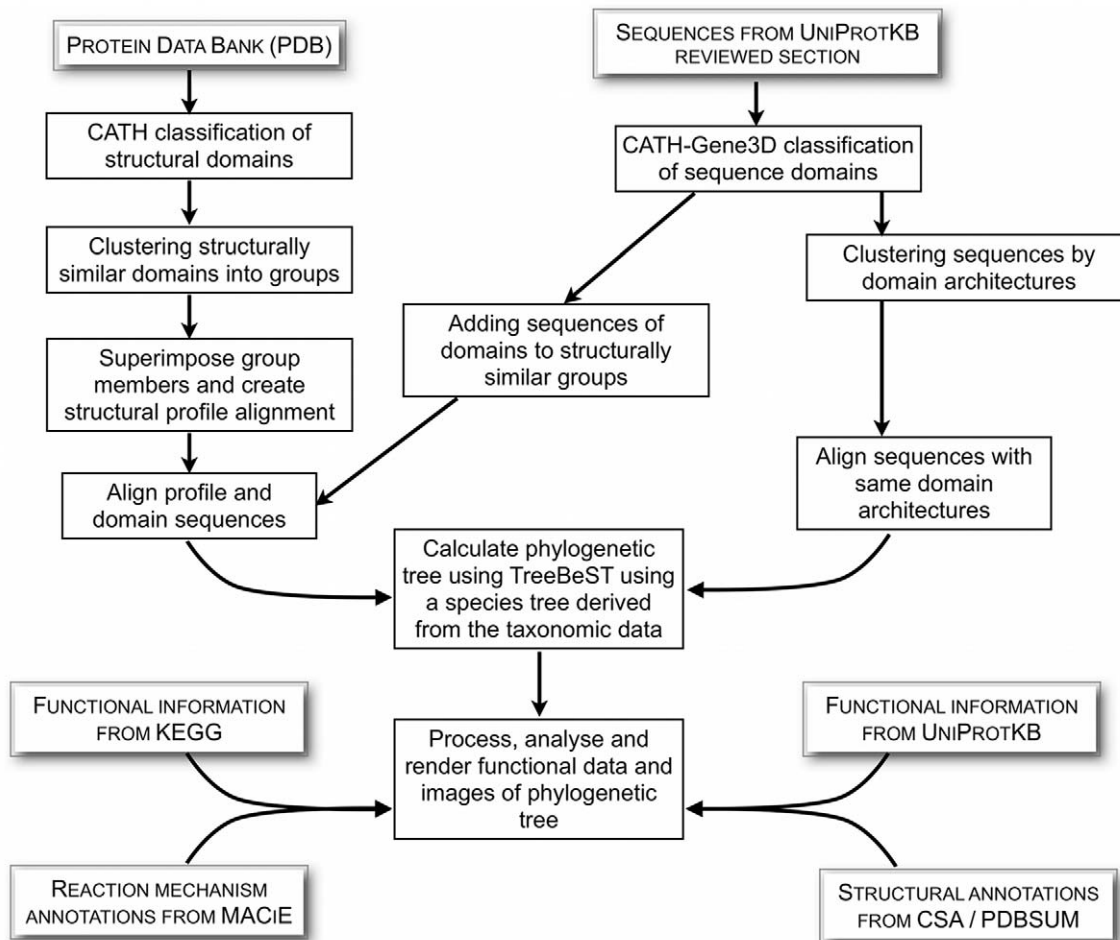 PROTEIN DATA BANK (PDB)
SEQUENCES FROM UNIPROTKB
REVIEWED SECTION
CATH classification of
structural domains
CATH-Gene3D classification
of sequence domains
Clustering structurally
similar domains into groups
Clustering sequences by
domain architectures
Adding sequences of
domains to structurally
similar groups
Superimpose group
members and create
structural profile alignment
Align profile and
domain sequences
Align sequences with
same domain
architectures
Calculate phylogenetic
tree using TreeBeST using
a species tree derived
from the taxonomic data
FUNCTIONAL INFORMATION
FROM KEGG
FUNCTIONAL INFORMATION
FROM UNIPROTKB
Process, analyse and
render functional data and
images of phylogenetic
tree
REACTION MECHANISM
ANNOTATIONS FROM MACIE
STRUCTURAL ANNOTATIONS
FROM CSA / PDBSUM